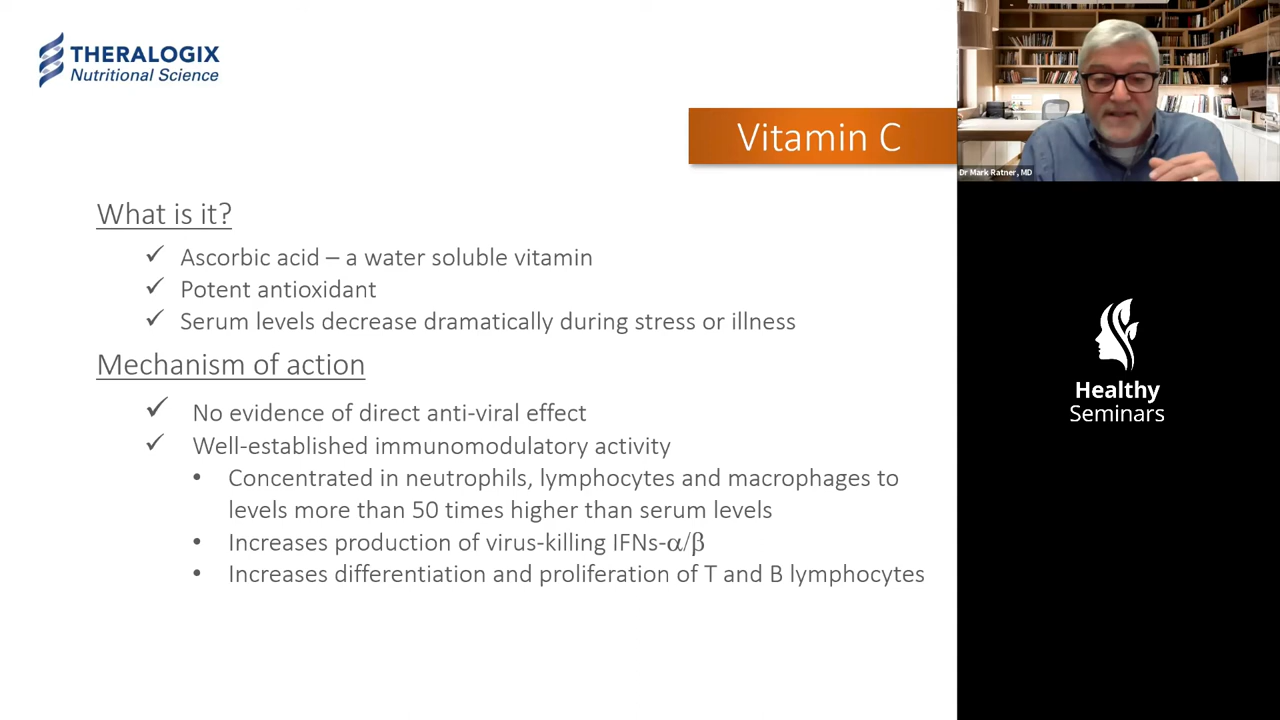 THERALOGIX
Nutritional Science
Vitamin C
Dr Mark Ratner, MD
What is it?
✓ Ascorbic acid – a water soluble vitamin
✓ Potent antioxidant
✓ Serum levels decrease dramatically during stress or illness
Mechanism of action
✓ No evidence of direct anti-viral effect
✓ Well-established immunomodulatory activity
• Concentrated in neutrophils, lymphocytes and macrophages to
levels more than 50 times higher than serum levels
• Increases production of virus-killing IFNs-α/β
• Increases differentiation and proliferation of T and B lymphocytes
Healthy
Seminars